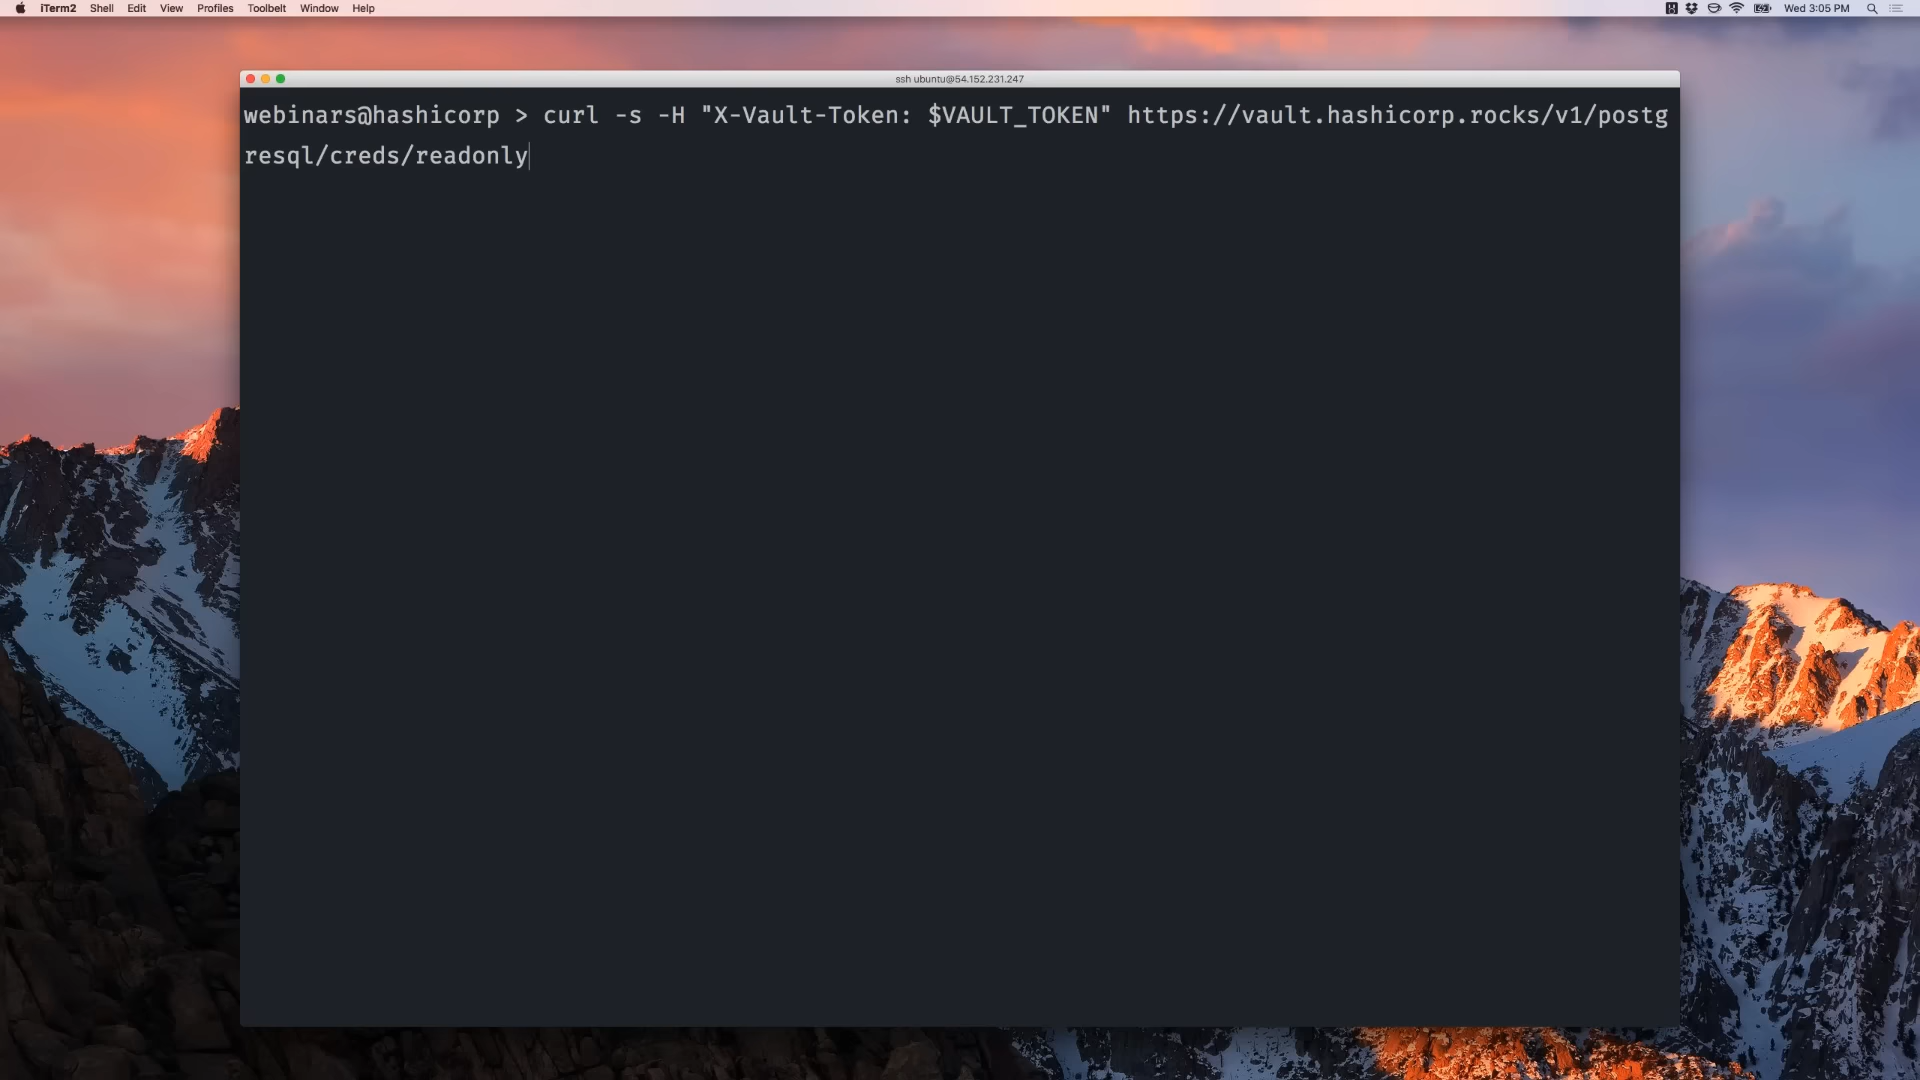 iTerm2 Shell Edit View Profiles Toolbelt Window Help Wed 3:05 PM
ssh ubuntu@54.152.231.247
webinars@hashicorp > curl -s -H "X-Vault-Token: $VAULT_TOKEN" https://vault.hashicorp.rocks/v1/postg
resql/creds/readonly